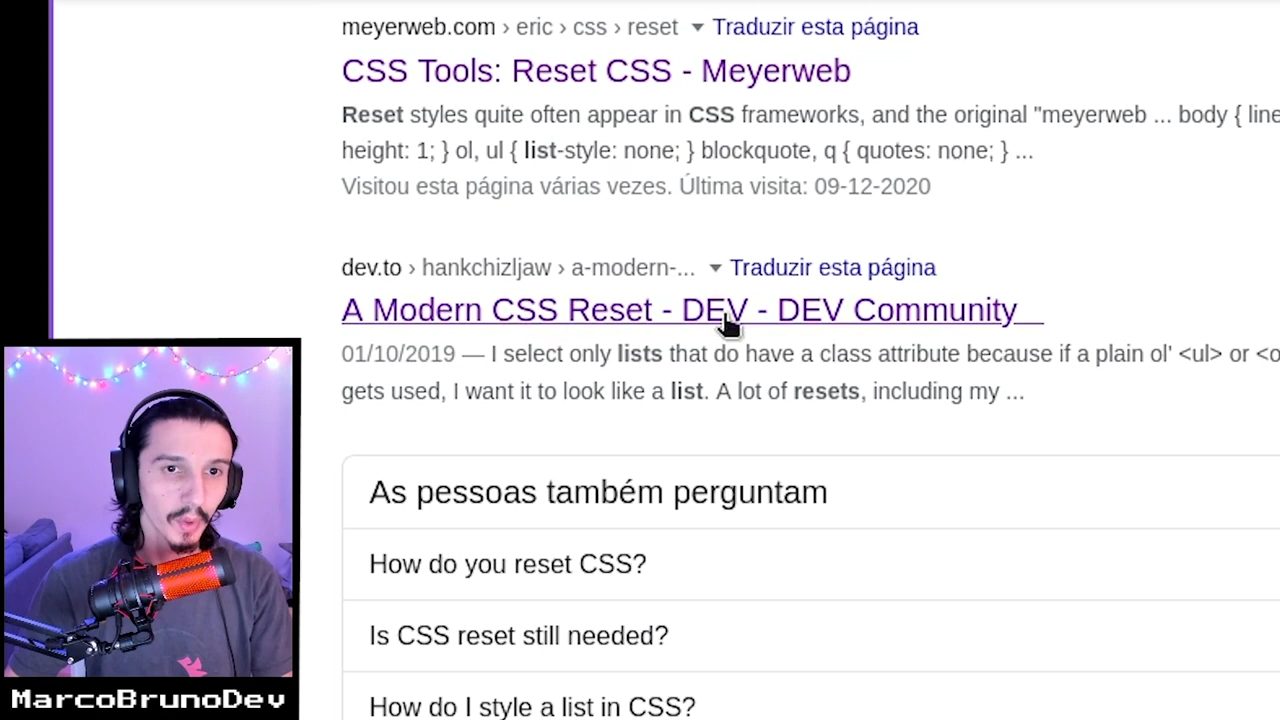 meyerweb.com › eric › css › reset ▼ Traduzir esta página
CSS Tools: Reset CSS - Meyerweb
Reset styles quite often appear in CSS frameworks, and the original "meyerweb ... body { line
height: 1; } ol, ul { list-style: none; } blockquote, q { quotes: none; } ...
Visitou esta página várias vezes. Última visita: 09-12-2020
dev.to › hankchizljaw › a-modern-... ▼ Traduzir esta página
A Modern CSS Reset - DEV - DEV Community
01/10/2019 — I select only lists that do have a class attribute because if a plain ol' <ul> or <o
gets used, I want it to look like a list. A lot of resets, including my ...
As pessoas também perguntam
How do you reset CSS?
Is CSS reset still needed?
How do I style a list in CSS?
MarcoBrunoDev